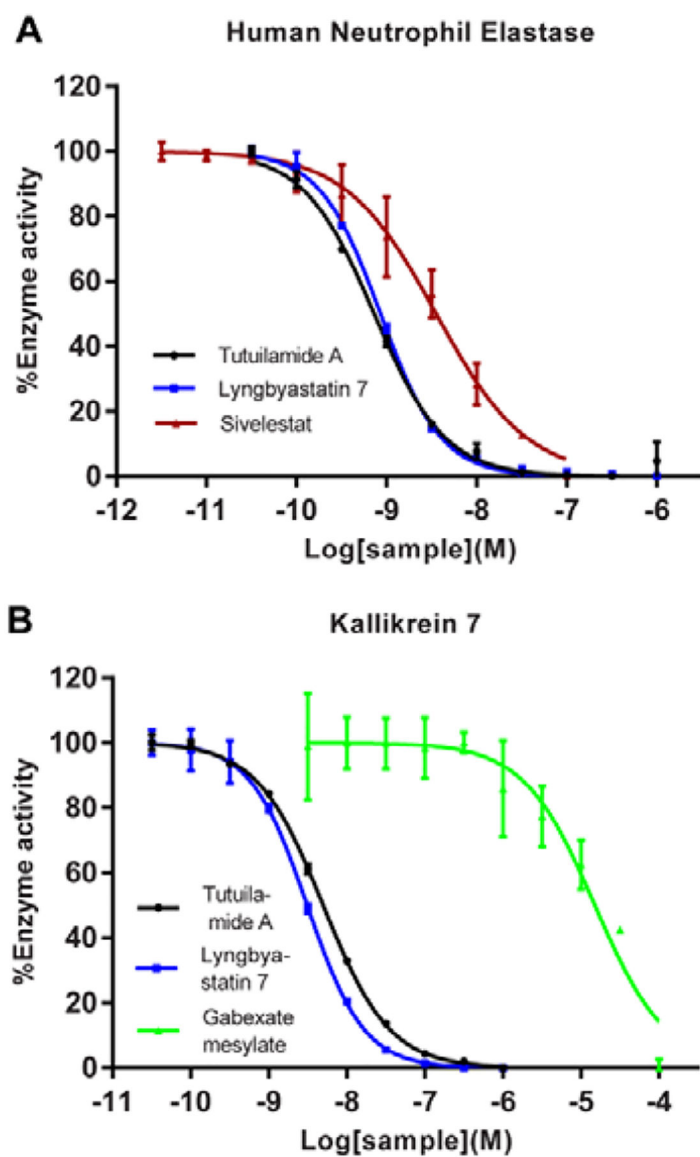 A
Human Neutrophil Elastase
120
100
80
60
40
20
0
%Enzyme activity
Tutuilamide A
Lyngbyastatin 7
Sivelestat
-12 -11 -10 -9 -8 -7 -6
Log[sample](M)
B
Kallikrein 7
120
100
80
60
40
20
0
%Enzyme activity
Tutuila-
mide A
Lyngbya-
statin 7
Gabexate
mesylate
-11 -10 -9 -8 -7 -6 -5 -4
Log[sample](M)